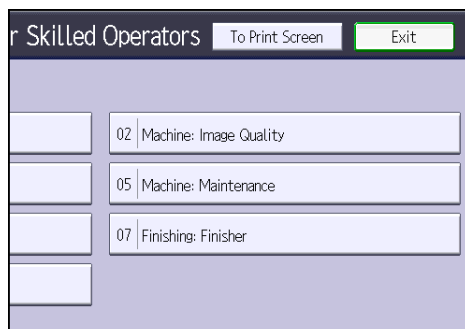 r Skilled Operators To Print Screen Exit
02 Machine: Image Quality
05 Machine: Maintenance
07 Finishing: Finisher